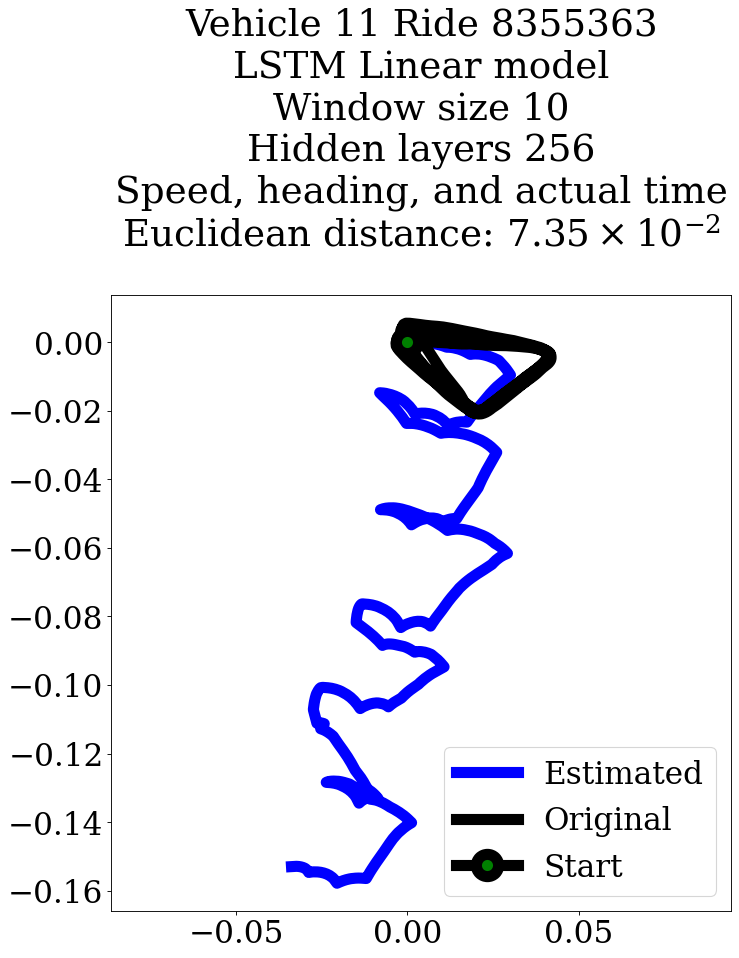 Vehicle 11 Ride 8355363
LSTM Linear model
Window size 10
Hidden layers 256
Speed, heading, and actual time
Euclidean distance: 7.35 × 10⁻²
0.00
−0.02
−0.04
−0.06
−0.08
−0.10
−0.12
−0.14
−0.16
Estimated
Original
Start
−0.05
0.00
0.05